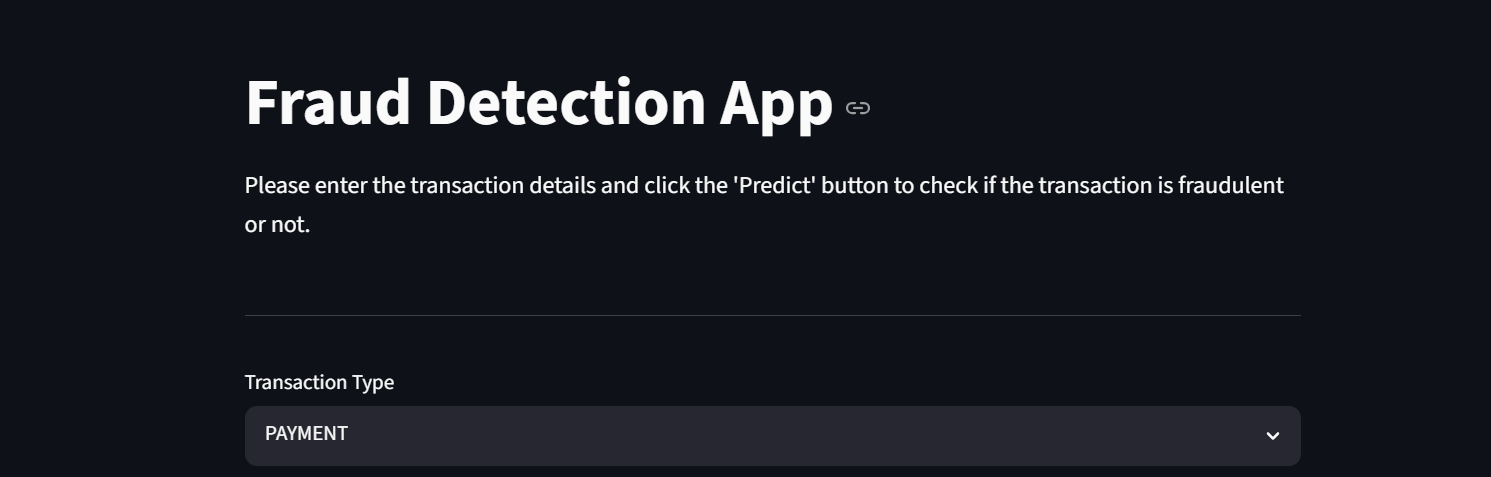 Fraud Detection App
Please enter the transaction details and click the 'Predict' button to check if the transaction is fraudulent
or not.
Transaction Type
PAYMENT